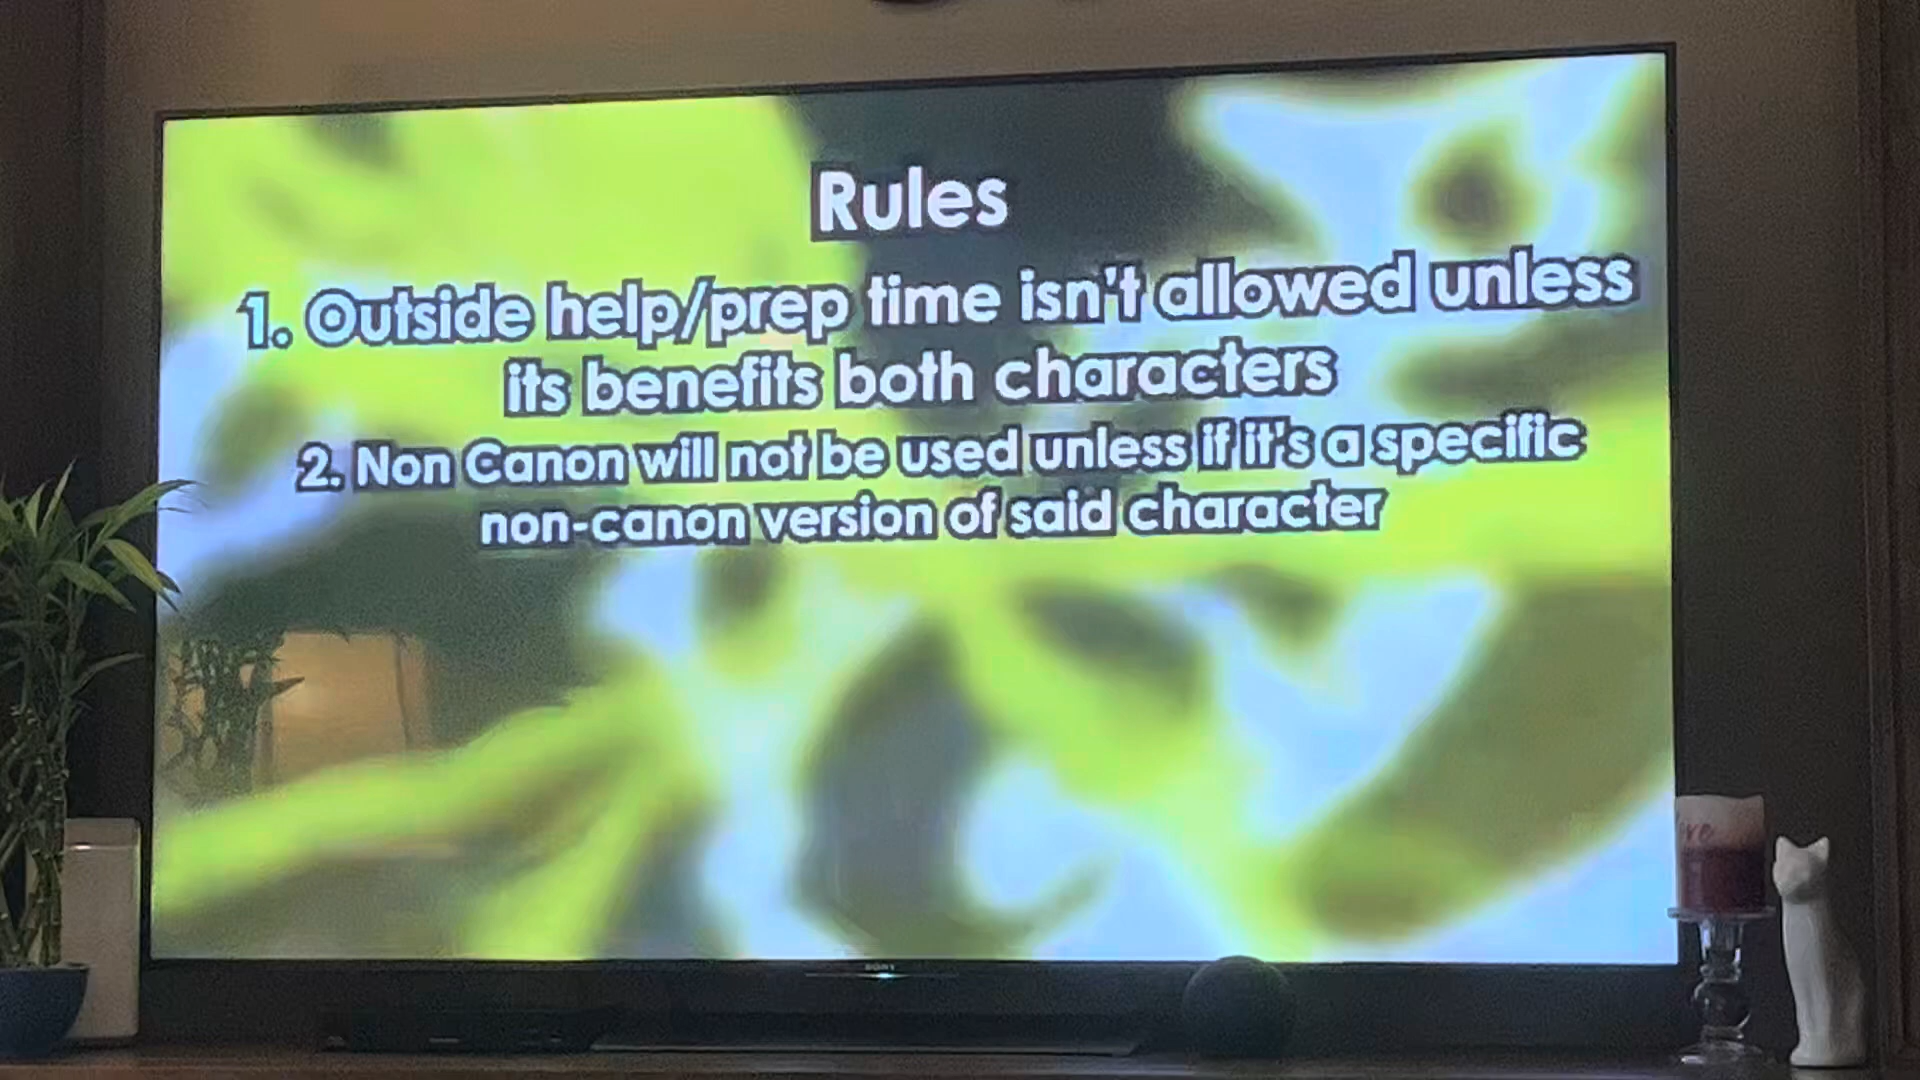 Rules
1. Outside help/prep time isn't allowed unless
its benefits both characters
2. Non Canon will not be used unless if it's a specific
non-canon version of said character
SONY